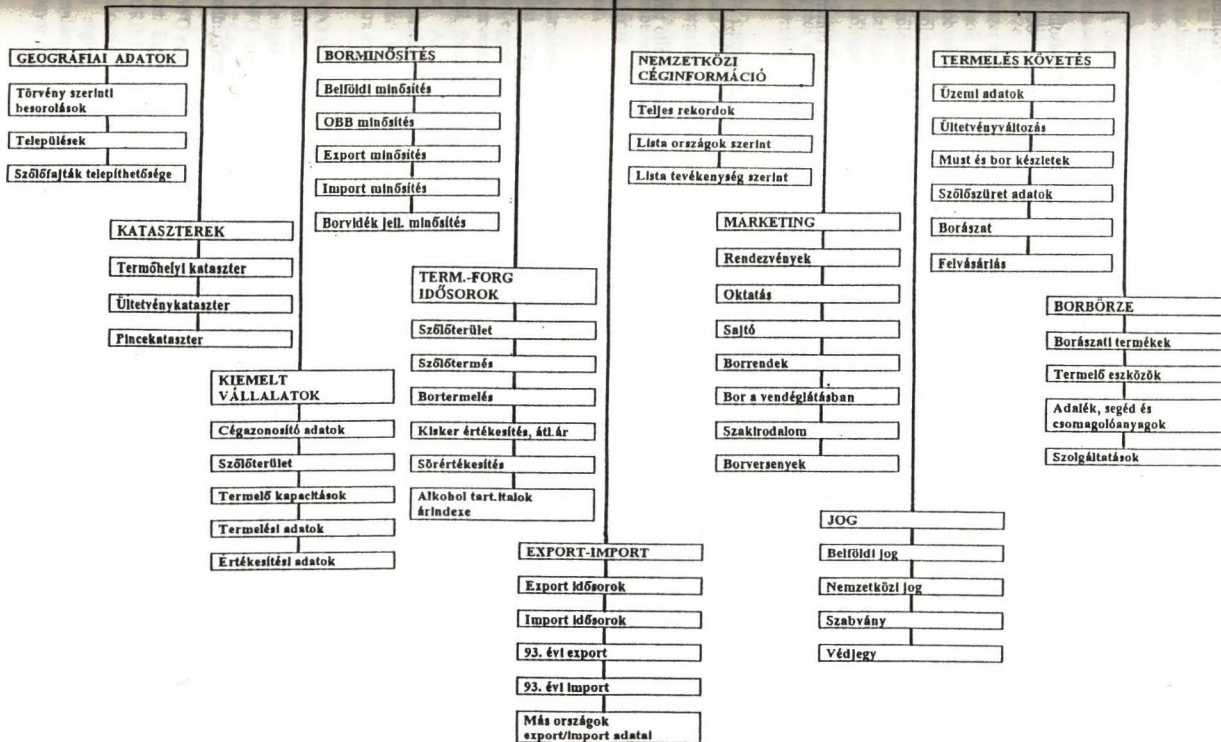 GEOGRÁFIAI ADATOK
Törvény szerinti
besorolások
Települések
Szőlőfajták telepíthetősége
KATASZTEREK
Termőhelyi kataszter
Ültetvénykataszter
Pincekataszter
KIEMELT
VÁLLALATOK
Cégazonosító adatok
Szőlőterület
Termelő kapacitások
Termelési adatok
Értékesítési adatok
BORMINŐSÍTÉS
Belföldi minősítés
OBB minősítés
Export minősítés
Import minősítés
Borvidék jell. minősítés
TERM.-FORG
IDŐSOROK
Szőlőterület
Szőlőtermés
Bortermelés
Kisker értékesítés, átl.ár
Sörértékesítés
Alkohol tart.italok
árindexe
EXPORT-IMPORT
Export idősorok
Import idősorok
93. évi export
93. évi import
Más országok
export/import adatai
NEMZETKÖZI
CÉGINFORMÁCIÓ
Teljes rekordok
Lista országok szerint
Lista tevékenység szerint
MARKETING
Rendezvények
Oktatás
Sajtó
Borrendek
Bor a vendéglátásban
Szakirodalom
Borversenyek
JOG
Belföldi jog
Nemzetközi jog
Szabvány
Védjegy
TERMELÉS KÖVETÉS
Üzemi adatok
Ültetvényváltozás
Must és bor készletek
Szőlőszüret adatok
Borászat
Felvásárlás
BORBÖRZE
Borászati termékek
Termelő eszközök
Adalék, segéd és
csomagolóanyagok
Szolgáltatások